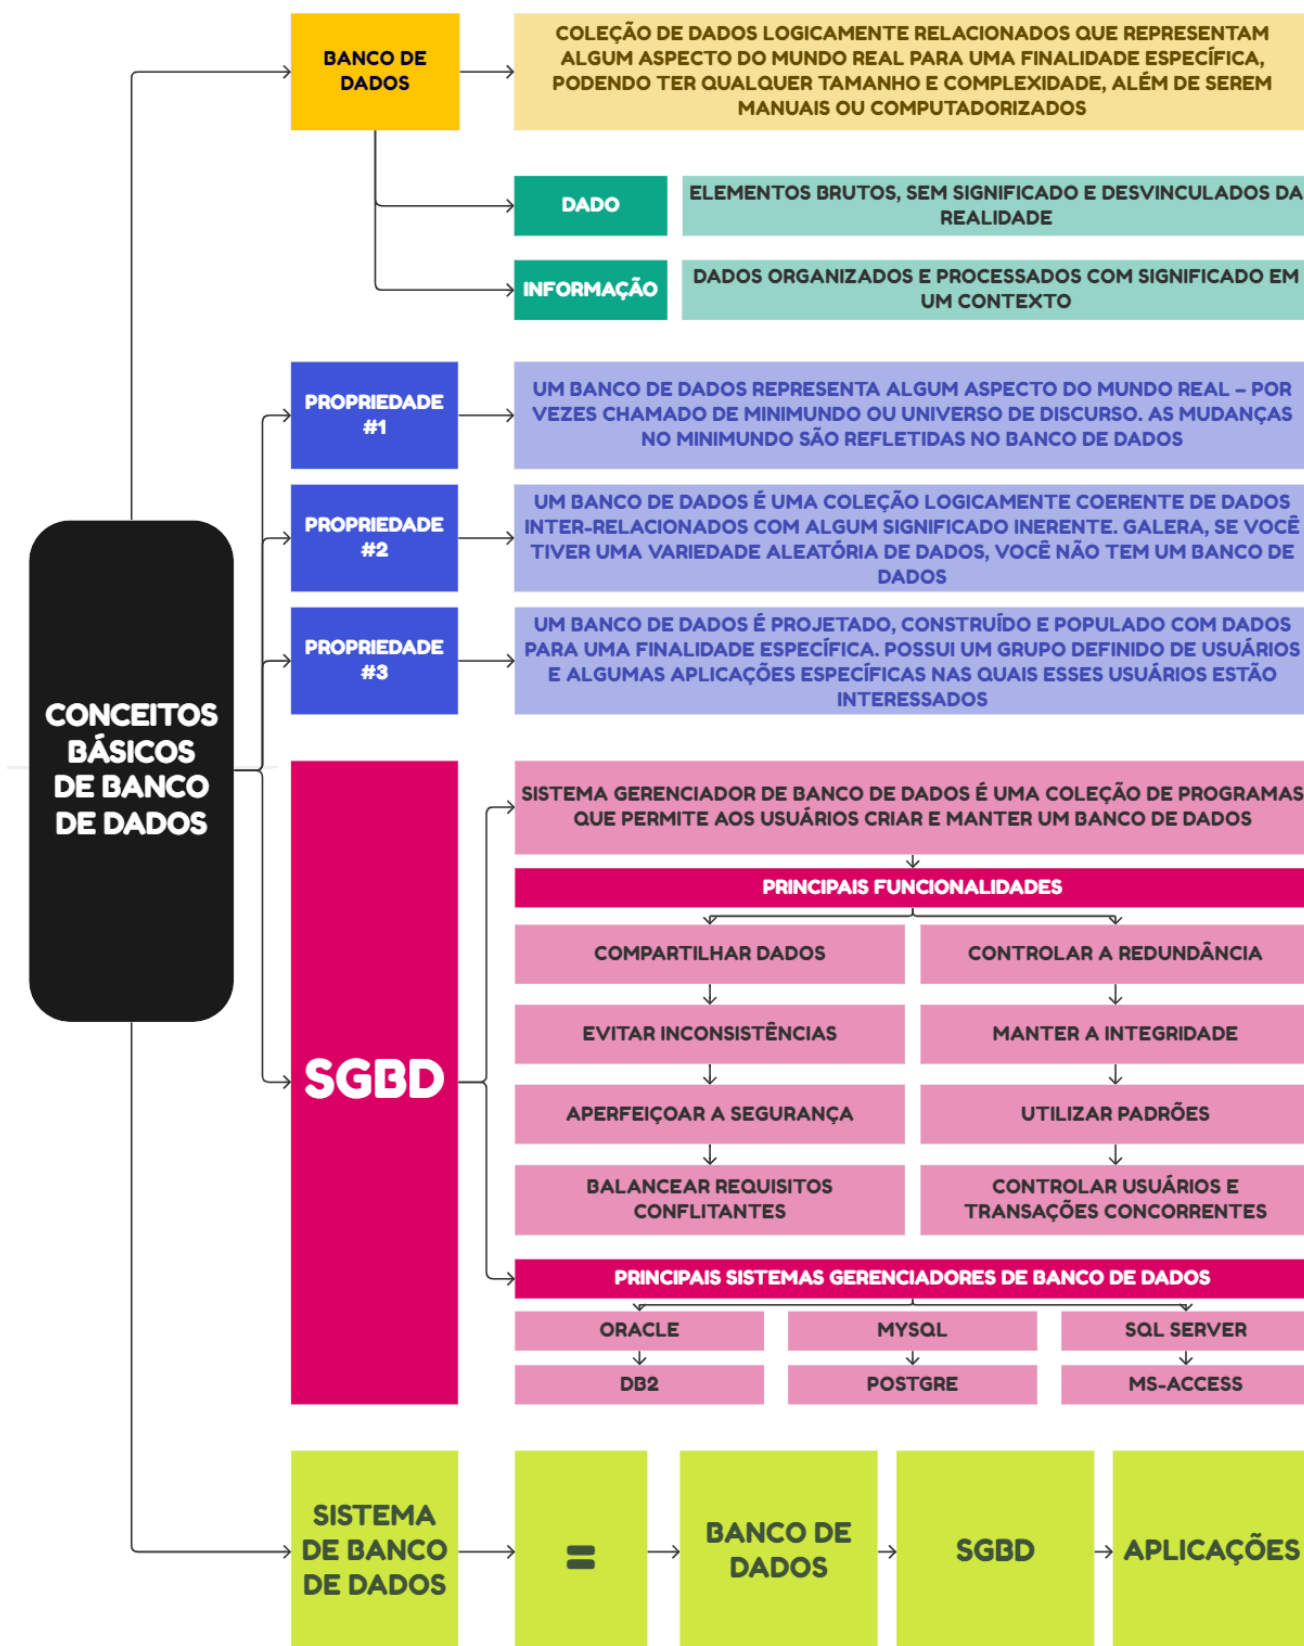 BANCO DE
DADOS
COLEÇÃO DE DADOS LOGICAMENTE RELACIONADOS QUE REPRESENTAM
ALGUM ASPECTO DO MUNDO REAL PARA UMA FINALIDADE ESPECÍFICA,
PODENDO TER QUALQUER TAMANHO E COMPLEXIDADE, ALÉM DE SEREM
MANUAIS OU COMPUTADORIZADOS
DADO
ELEMENTOS BRUTOS, SEM SIGNIFICADO E DESVINCULADOS DA
REALIDADE
INFORMAÇÃO
DADOS ORGANIZADOS E PROCESSADOS COM SIGNIFICADO EM
UM CONTEXTO
PROPRIEDADE
#1
UM BANCO DE DADOS REPRESENTA ALGUM ASPECTO DO MUNDO REAL – POR
VEZES CHAMADO DE MINIMUNDO OU UNIVERSO DE DISCURSO. AS MUDANÇAS
NO MINIMUNDO SÃO REFLETIDAS NO BANCO DE DADOS
PROPRIEDADE
#2
UM BANCO DE DADOS É UMA COLEÇÃO LOGICAMENTE COERENTE DE DADOS
INTER-RELACIONADOS COM ALGUM SIGNIFICADO INERENTE. GALERA, SE VOCÊ
TIVER UMA VARIEDADE ALEATÓRIA DE DADOS, VOCÊ NÃO TEM UM BANCO DE
DADOS
PROPRIEDADE
#3
UM BANCO DE DADOS É PROJETADO, CONSTRUÍDO E POPULADO COM DADOS
PARA UMA FINALIDADE ESPECÍFICA. POSSUI UM GRUPO DEFINIDO DE USUÁRIOS
E ALGUMAS APLICAÇÕES ESPECÍFICAS NAS QUAIS ESSES USUÁRIOS ESTÃO
INTERESSADOS
CONCEITOS
BÁSICOS
DE BANCO
DE DADOS
SGBD
SISTEMA GERENCIADOR DE BANCO DE DADOS É UMA COLEÇÃO DE PROGRAMAS
QUE PERMITE AOS USUÁRIOS CRIAR E MANTER UM BANCO DE DADOS
PRINCIPAIS FUNCIONALIDADES
COMPARTILHAR DADOS
CONTROLAR A REDUNDÂNCIA
EVITAR INCONSISTÊNCIAS
MANTER A INTEGRIDADE
APERFEIÇOAR A SEGURANÇA
UTILIZAR PADRÕES
BALANCEAR REQUISITOS
CONFLITANTES
CONTROLAR USUÁRIOS E
TRANSAÇÕES CONCORRENTES
PRINCIPAIS SISTEMAS GERENCIADORES DE BANCO DE DADOS
ORACLE
MYSQL
SQL SERVER
DB2
POSTGRE
MS-ACCESS
SISTEMA
DE BANCO
DE DADOS
=
BANCO DE
DADOS
SGBD
APLICAÇÕES